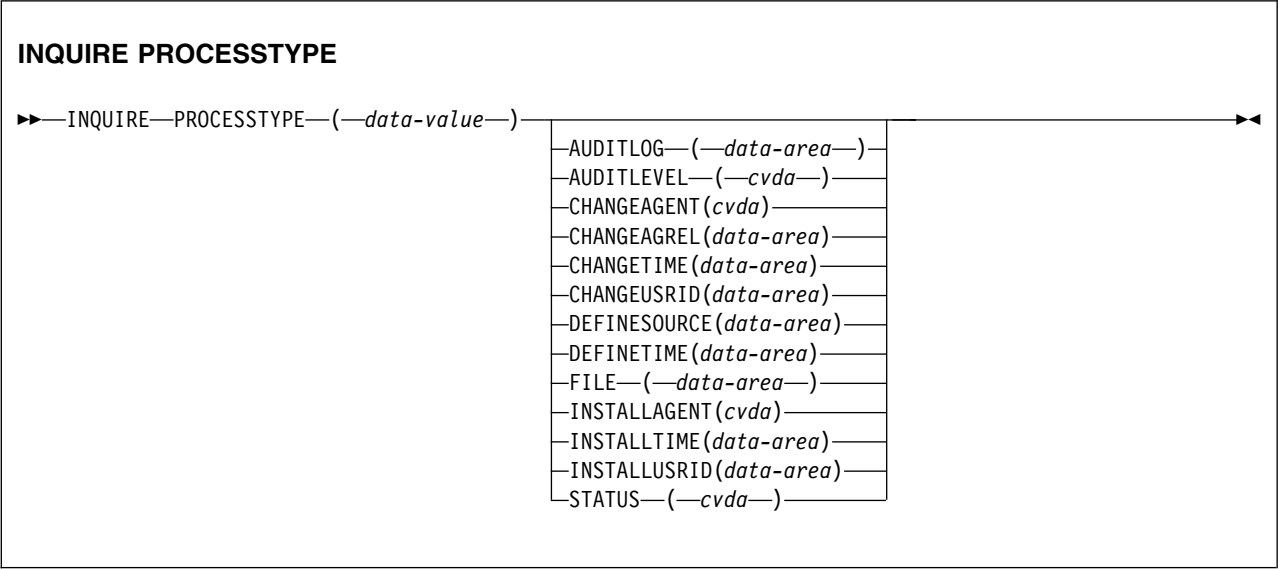 INQUIRE PROCESSTYPE
INQUIRE PROCESSTYPE ( data-value )
AUDITLOG ( data-area )
AUDITLEVEL ( cvda )
CHANGEAGENT(cvda)
CHANGEAGREL(data-area)
CHANGETIME(data-area)
CHANGEUSRID(data-area)
DEFINESOURCE(data-area)
DEFINETIME(data-area)
FILE ( data-area )
INSTALLAGENT(cvda)
INSTALLTIME(data-area)
INSTALLUSRID(data-area)
STATUS ( cvda )